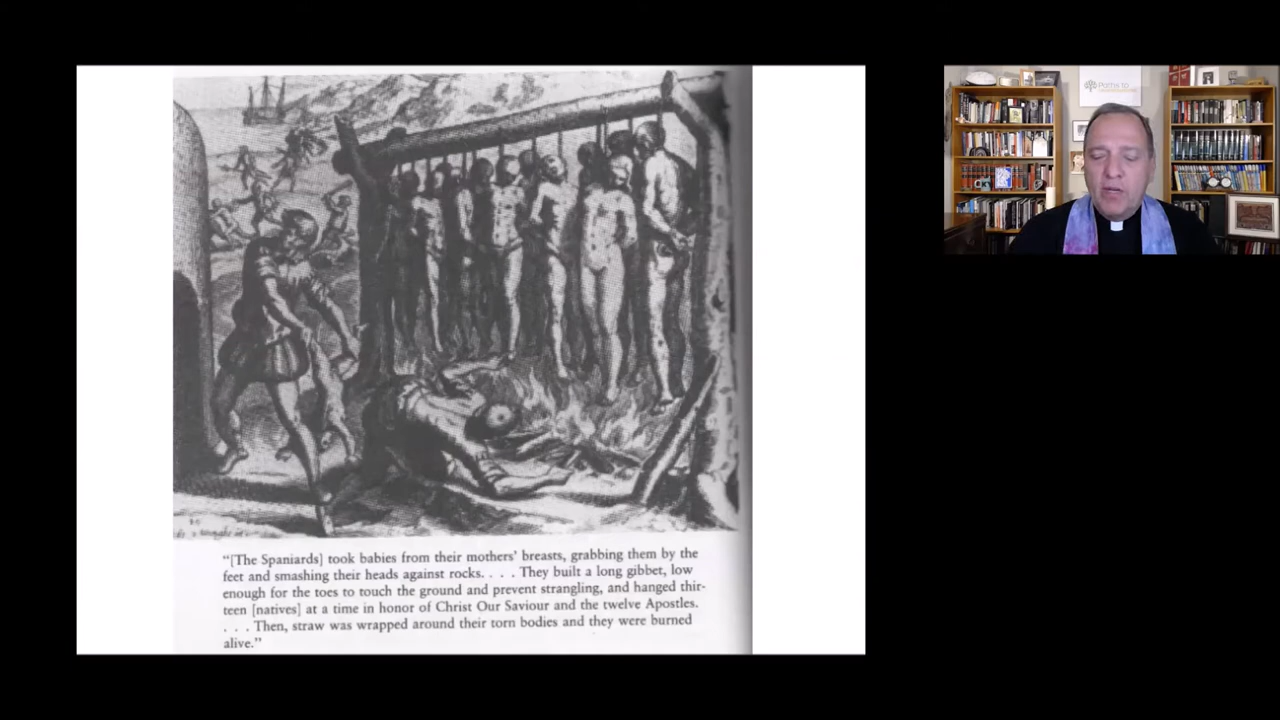 Poms to
"[The Spaniards] took babies from their mothers' breasts, grabbing them by the
feet and smashing their heads against rocks. . . . They built a long gibbet, low
enough for the toes to touch the ground and prevent strangling, and hanged thir-
teen [natives] at a time in honor of Christ Our Saviour and the twelve Apostles.
. . . Then, straw was wrapped around their torn bodies and they were burned
alive."